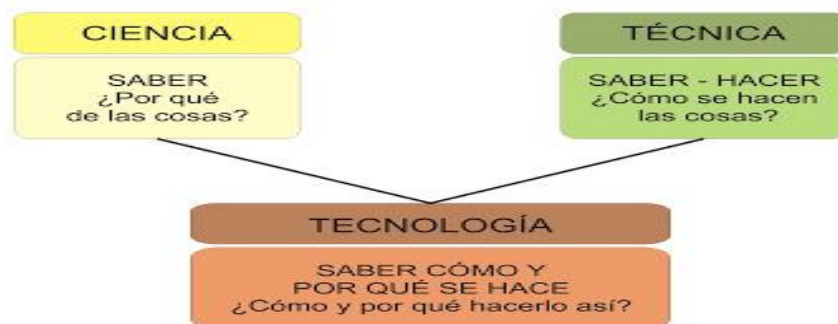 CIENCIA
SABER
¿Por qué
de las cosas?
TÉCNICA
SABER - HACER
¿Cómo se hacen
las cosas?
TECNOLOGÍA
SABER CÓMO Y
POR QUÉ SE HACE
¿Cómo y por qué hacerlo así?